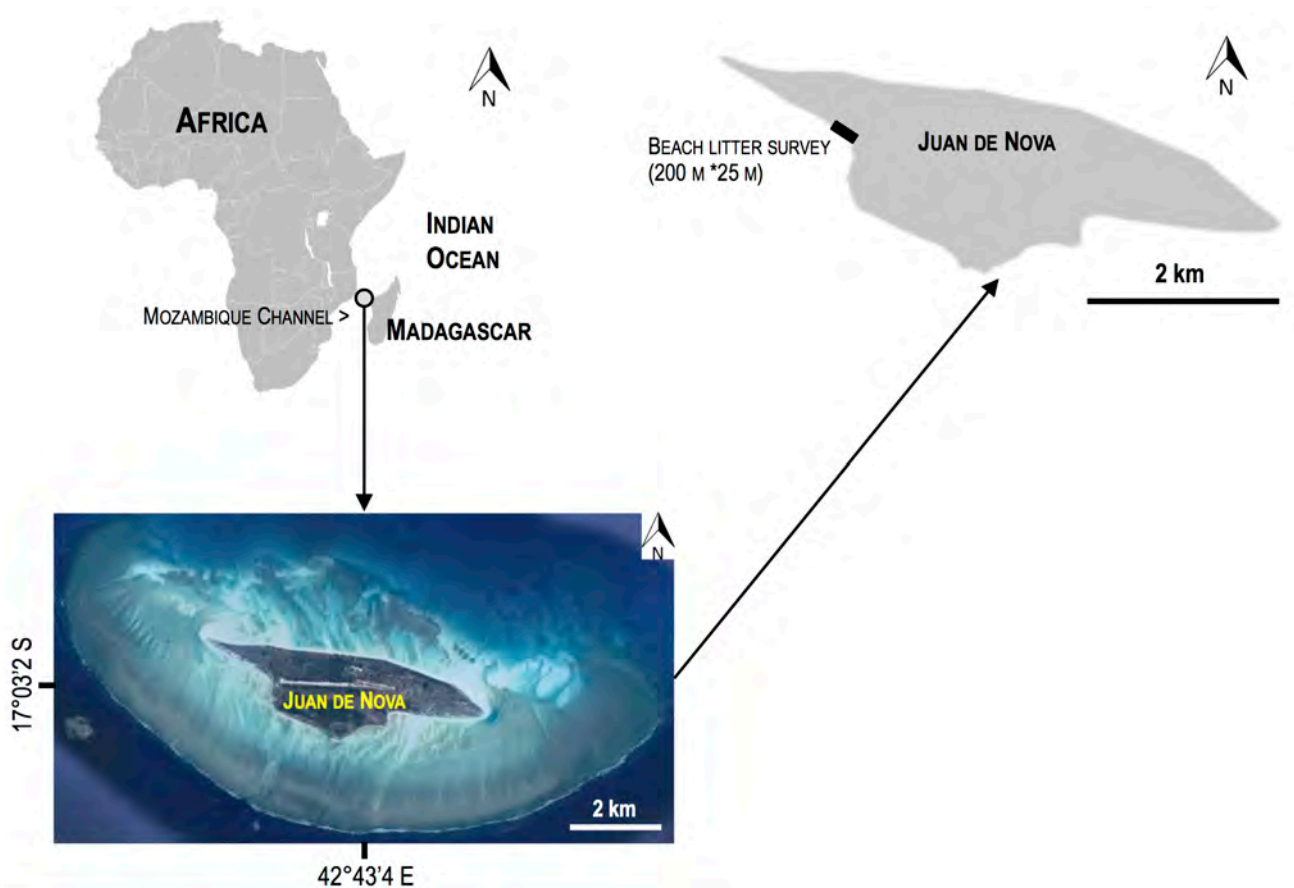 AFRICA
N
INDIAN
OCEAN
MOZAMBIQUE CHANNEL >
MADAGASCAR
N
BEACH LITTER SURVEY
(200 M *25 M)
JUAN DE NOVA
2 km
N
17°03'2 S
JUAN DE NOVA
2 km
42°43'4 E